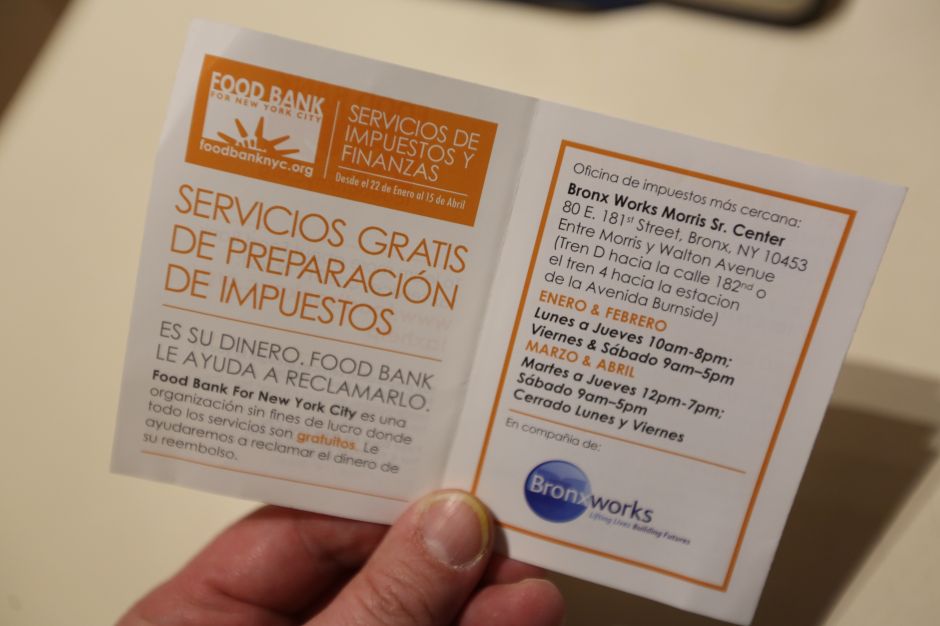 FOOD BANK
FOR NEW YORK CITY
foodbanknyc.org
SERVICIOS DE
IMPUESTOS Y
FINANZAS
Desde el 22 de Enero al 15 de Abril
SERVICIOS GRATIS
DE PREPARACIÓN
DE IMPUESTOS
ES SU DINERO. FOOD BANK
LE AYUDA A RECLAMARLO.
Food Bank For New York City es una
organización sin fines de lucro donde
todo los servicios son gratuitos. Le
ayudaremos a reclamar el dinero de
su reembolso.
Oficina de impuestos más cercana:
Bronx Works Morris Sr. Center
80 E. 181st Street, Bronx, NY 10453
Entre Morris y Walton Avenue
(Tren D hacia la calle 182nd o
el tren 4 hacia la estacion
de la Avenida Burnside)
ENERO & FEBRERO
Lunes a Jueves 10am-8pm;
Viernes & Sábado 9am–5pm
MARZO & ABRIL
Martes a Jueves 12pm-7pm;
Sábado 9am–5pm
Cerrado Lunes y Viernes
En compañia de:
Bronxworks
Lifting Lives Building Futures